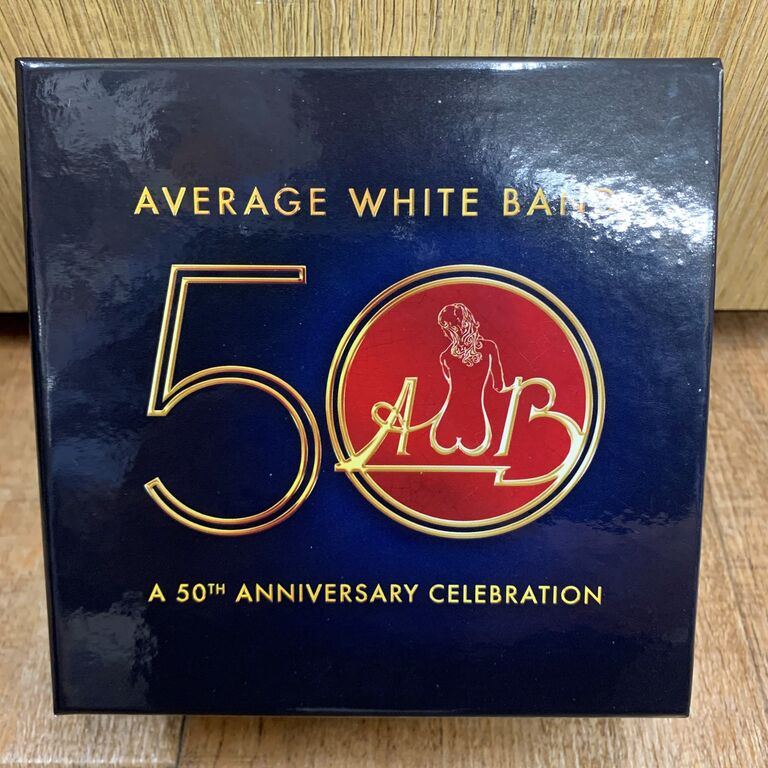 AVERAGE WHITE BAND
50
AWB
A 50TH ANNIVERSARY CELEBRATION